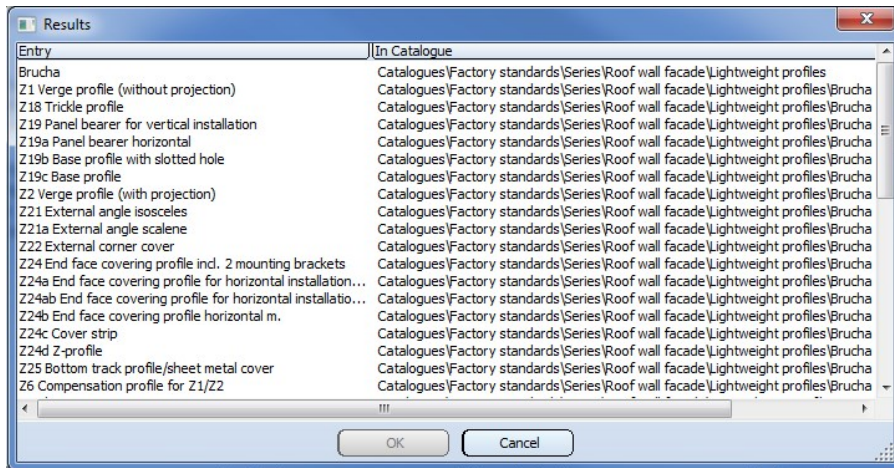 Results
Entry In Catalogue
Brucha Catalogues\Factory standards\Series\Roof wall facade\Lightweight profiles
Z1 Verge profile (without projection) Catalogues\Factory standards\Series\Roof wall facade\Lightweight profiles\Brucha
Z18 Trickle profile Catalogues\Factory standards\Series\Roof wall facade\Lightweight profiles\Brucha
Z19 Panel bearer for vertical installation Catalogues\Factory standards\Series\Roof wall facade\Lightweight profiles\Brucha
Z19a Panel bearer horizontal Catalogues\Factory standards\Series\Roof wall facade\Lightweight profiles\Brucha
Z19b Base profile with slotted hole Catalogues\Factory standards\Series\Roof wall facade\Lightweight profiles\Brucha
Z19c Base profile Catalogues\Factory standards\Series\Roof wall facade\Lightweight profiles\Brucha
Z2 Verge profile (with projection) Catalogues\Factory standards\Series\Roof wall facade\Lightweight profiles\Brucha
Z21 External angle isosceles Catalogues\Factory standards\Series\Roof wall facade\Lightweight profiles\Brucha
Z21a External angle scalene Catalogues\Factory standards\Series\Roof wall facade\Lightweight profiles\Brucha
Z22 External corner cover Catalogues\Factory standards\Series\Roof wall facade\Lightweight profiles\Brucha
Z24 End face covering profile incl. 2 mounting brackets Catalogues\Factory standards\Series\Roof wall facade\Lightweight profiles\Brucha
Z24a End face covering profile for horizontal installation... Catalogues\Factory standards\Series\Roof wall facade\Lightweight profiles\Brucha
Z24ab End face covering profile for horizontal installatio... Catalogues\Factory standards\Series\Roof wall facade\Lightweight profiles\Brucha
Z24b End face covering profile horizontal m. Catalogues\Factory standards\Series\Roof wall facade\Lightweight profiles\Brucha
Z24c Cover strip Catalogues\Factory standards\Series\Roof wall facade\Lightweight profiles\Brucha
Z24d Z-profile Catalogues\Factory standards\Series\Roof wall facade\Lightweight profiles\Brucha
Z25 Bottom track profile/sheet metal cover Catalogues\Factory standards\Series\Roof wall facade\Lightweight profiles\Brucha
Z6 Compensation profile for Z1/Z2 Catalogues\Factory standards\Series\Roof wall facade\Lightweight profiles\Brucha
OK Cancel